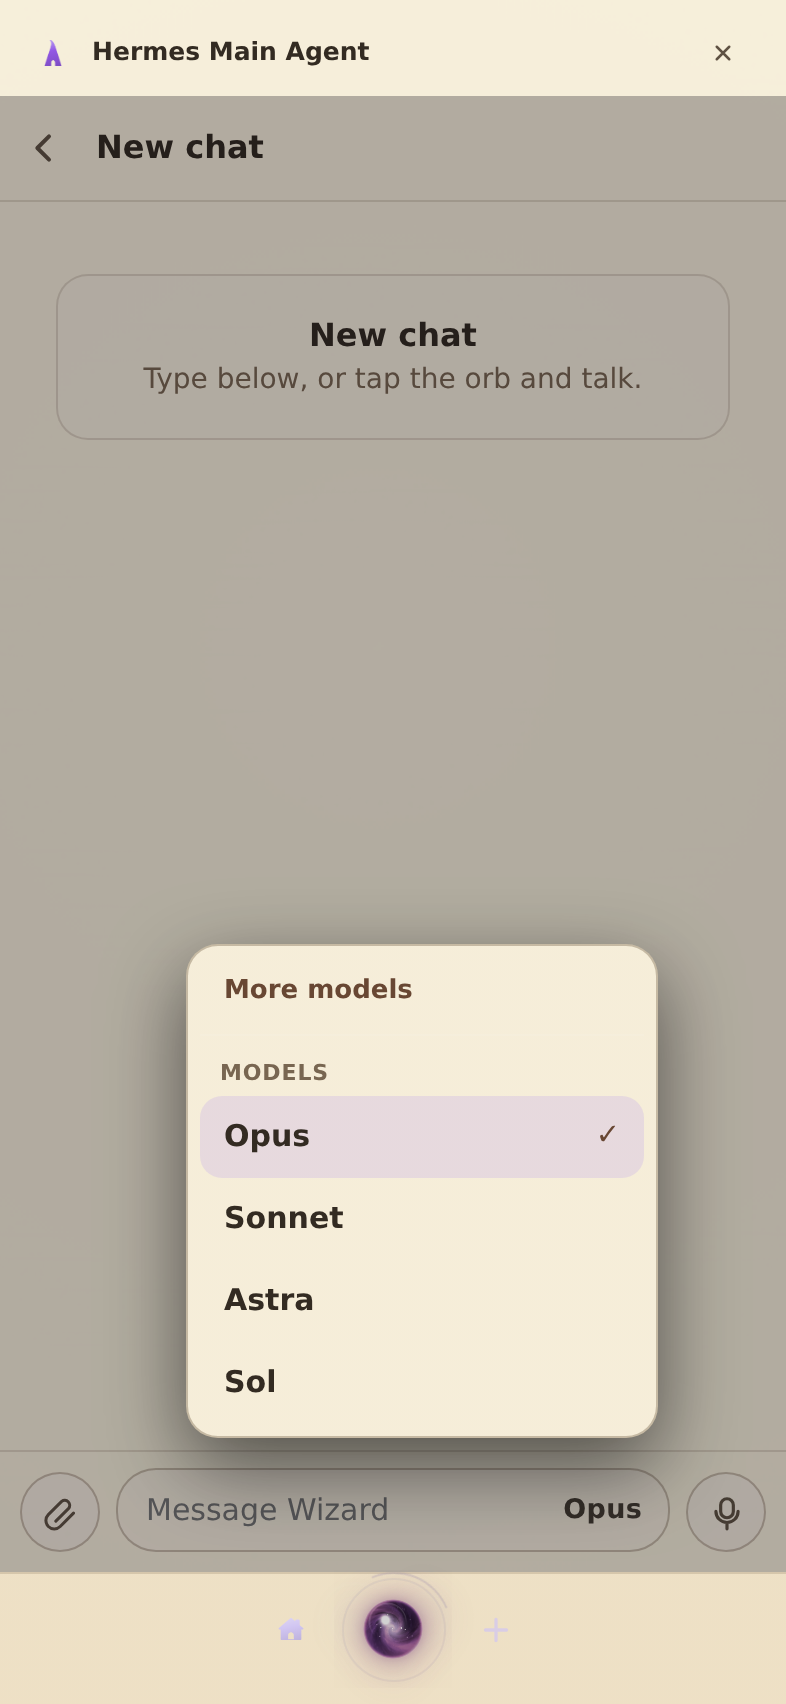 Hermes Main Agent
New chat
New chat
Type below, or tap the orb and talk.
More models
MODELS
Opus ✓
Sonnet
Astra
Sol
Message Wizard Opus